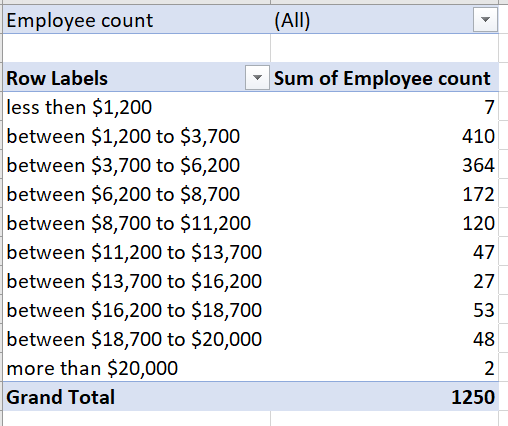 Employee count (All)
Row Labels Sum of Employee count
less then $1,200 7
between $1,200 to $3,700 410
between $3,700 to $6,200 364
between $6,200 to $8,700 172
between $8,700 to $11,200 120
between $11,200 to $13,700 47
between $13,700 to $16,200 27
between $16,200 to $18,700 53
between $18,700 to $20,000 48
more than $20,000 2
Grand Total 1250